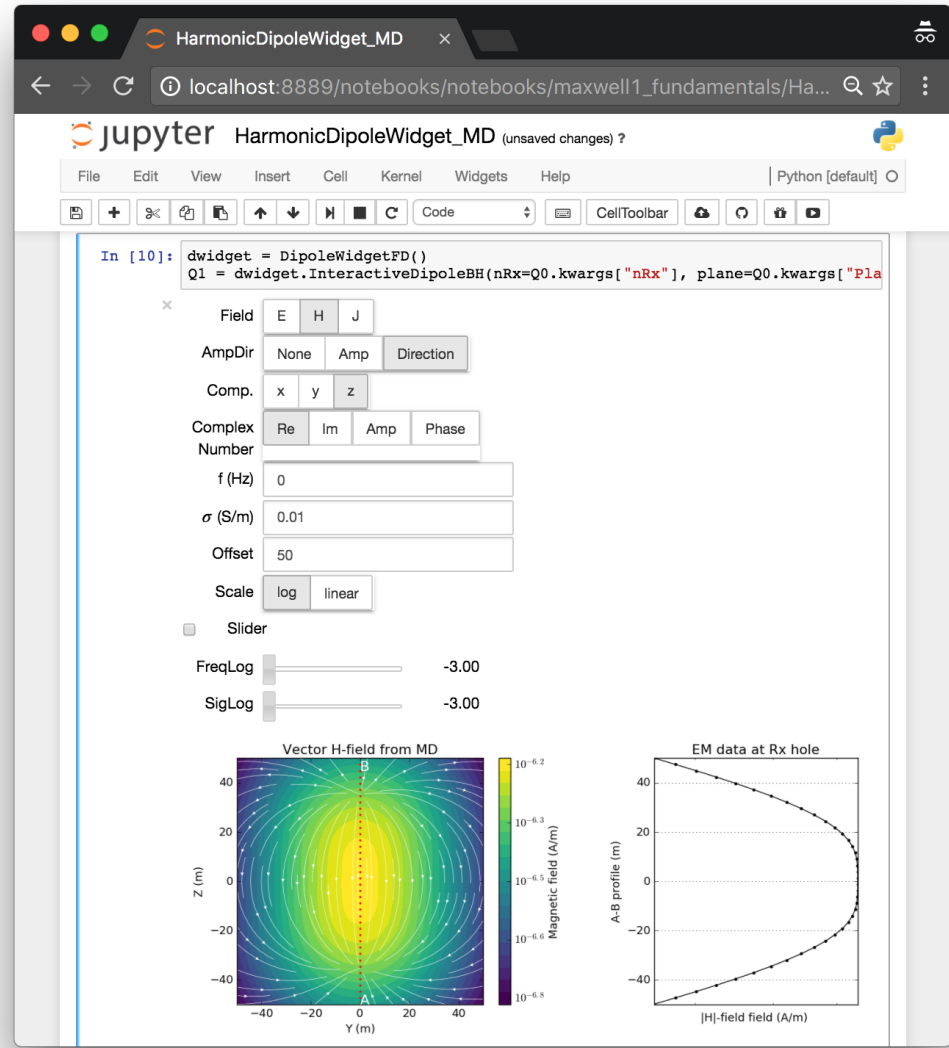 HarmonicDipoleWidget_MD ×
localhost:8889/notebooks/notebooks/maxwell1_fundamentals/Ha...
jupyter HarmonicDipoleWidget_MD (unsaved changes) ?
File Edit View Insert Cell Kernel Widgets Help Python [default]
Code CellToolbar
In [10]: dwidget = DipoleWidgetFD()
Q1 = dwidget.InteractiveDipoleBH(nRx=Q0.kwargs["nRx"], plane=Q0.kwargs["Pla
×
Field E H J
AmpDir None Amp Direction
Comp. x y z
Complex Number Re Im Amp Phase
f (Hz) 0
σ (S/m) 0.01
Offset 50
Scale log linear
Slider
FreqLog -3.00
SigLog -3.00
Vector H-field from MD
B
A
40
20
0
−20
−40
Z (m)
−40 −20 0 20 40
Y (m)
10^−6.2
10^−6.3
10^−6.5
10^−6.6
10^−6.8
Magnetic field (A/m)
EM data at Rx hole
40
20
0
−20
−40
A-B profile (m)
|H|-field field (A/m)